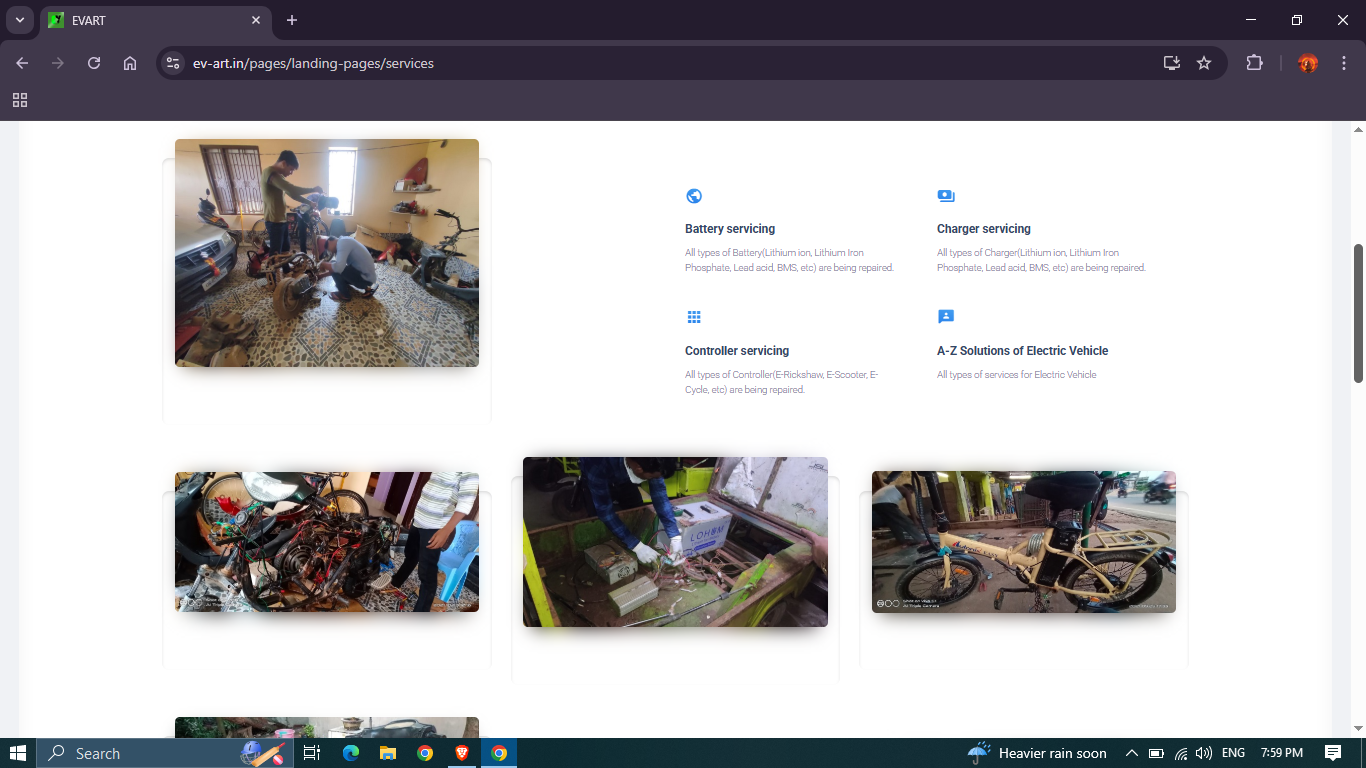 EVART
ev-art.in/pages/landing-pages/services
Battery servicing
All types of Battery(Lithium ion, Lithium Iron
Phosphate, Lead acid, BMS, etc) are being repaired.
Charger servicing
All types of Charger(Lithium ion, Lithium Iron
Phosphate, Lead acid, BMS, etc) are being repaired.
Controller servicing
All types of Controller(E-Rickshaw, E-Scooter, E-
Cycle, etc) are being repaired.
A-Z Solutions of Electric Vehicle
All types of services for Electric Vehicle
LOHUM
Search
Heavier rain soon
ENG
7:59 PM